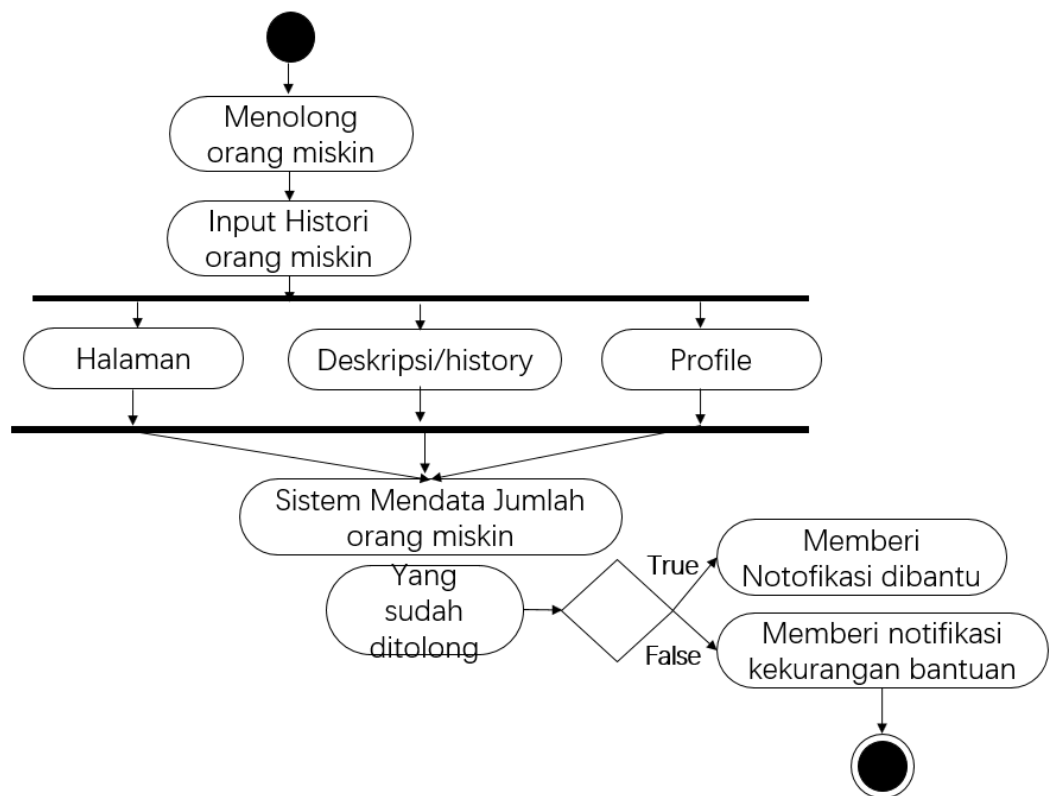 Menolong
orang miskin
Input Histori
orang miskin
Halaman
Deskripsi/history
Profile
Sistem Mendata Jumlah
orang miskin
Yang
sudah
ditolong
True
False
Memberi
Notofikasi dibantu
Memberi notifikasi
kekurangan bantuan